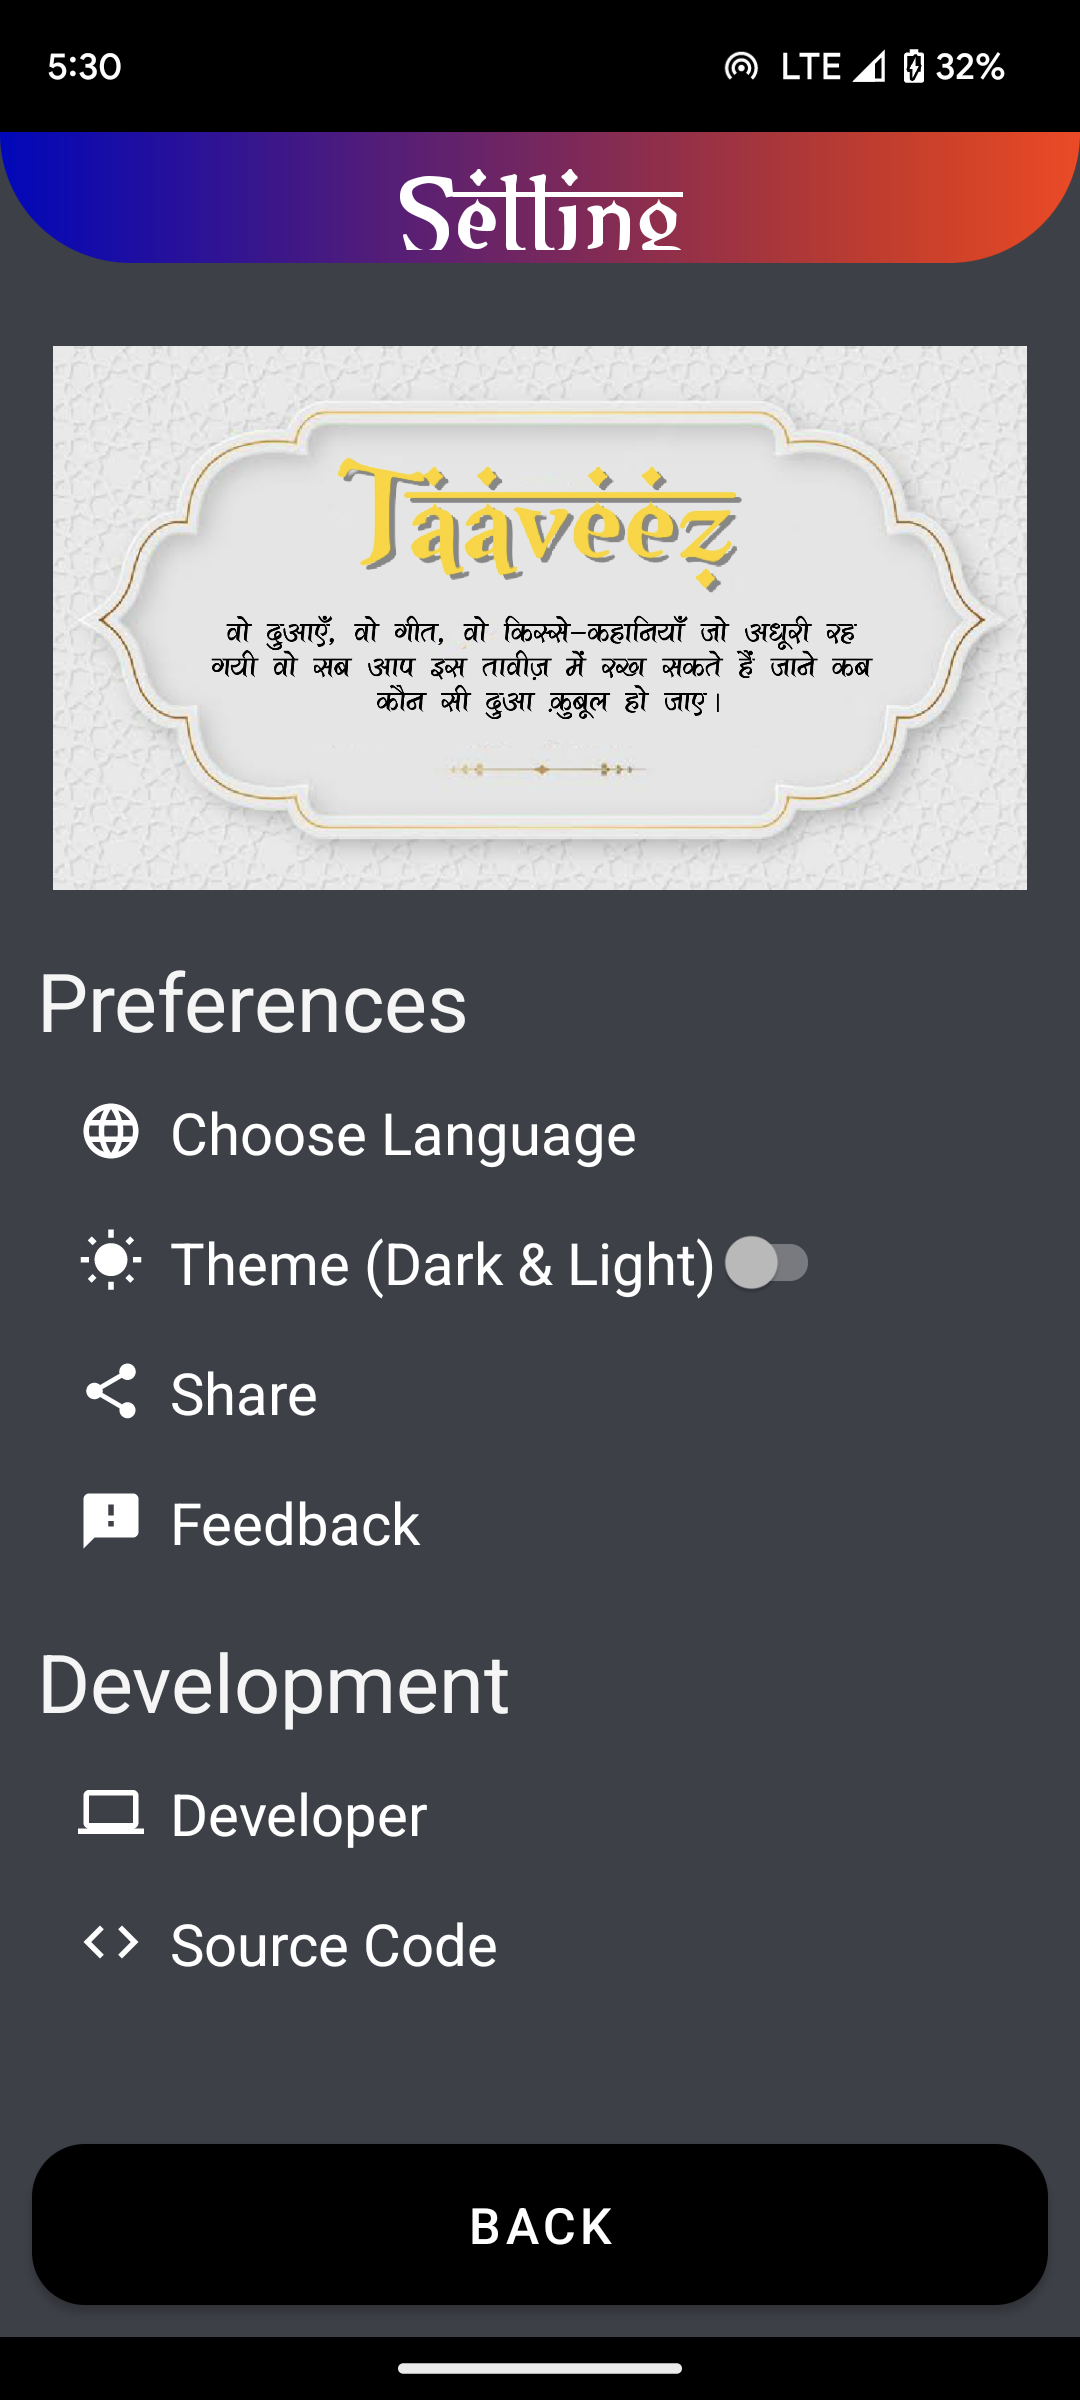 5:30 LTE 32%
Setting
Taaveez
वो दुआएँ, वो गीत, वो किस्से-कहानियाँ जो अधूरी रह
गयी वो सब आप इस तावीज़ में रख सकते हैं जाने कब
कौन सी दुआ क़ुबूल हो जाए।
Preferences
Choose Language
Theme (Dark & Light)
Share
Feedback
Development
Developer
Source Code
BACK